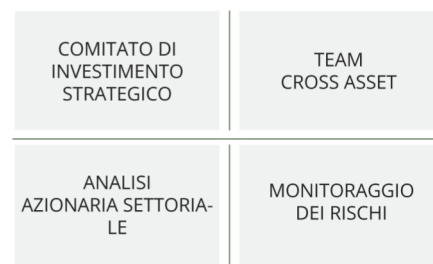 COMITATO DI
INVESTIMENTO
STRATEGICO
TEAM
CROSS ASSET
ANALISI
AZIONARIA SETTORIA-
LE
MONITORAGGIO
DEI RISCHI